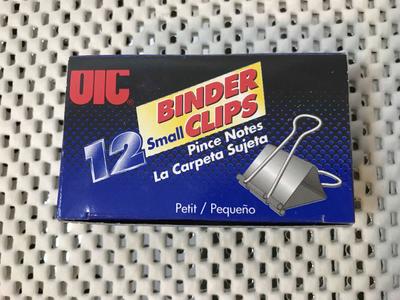 OIC®
BINDER
12 Small CLIPS
Pince Notes
La Carpeta Sujeta
Petit / Pequeño